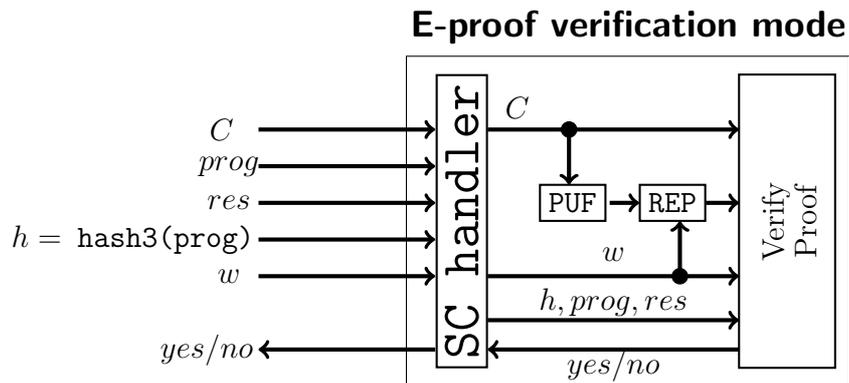 E-proof verification mode
C
prog
res
h = hash3(prog)
w
yes/no
SC handler
C
PUF
REP
w
h, prog, res
yes/no
Verify
Proof